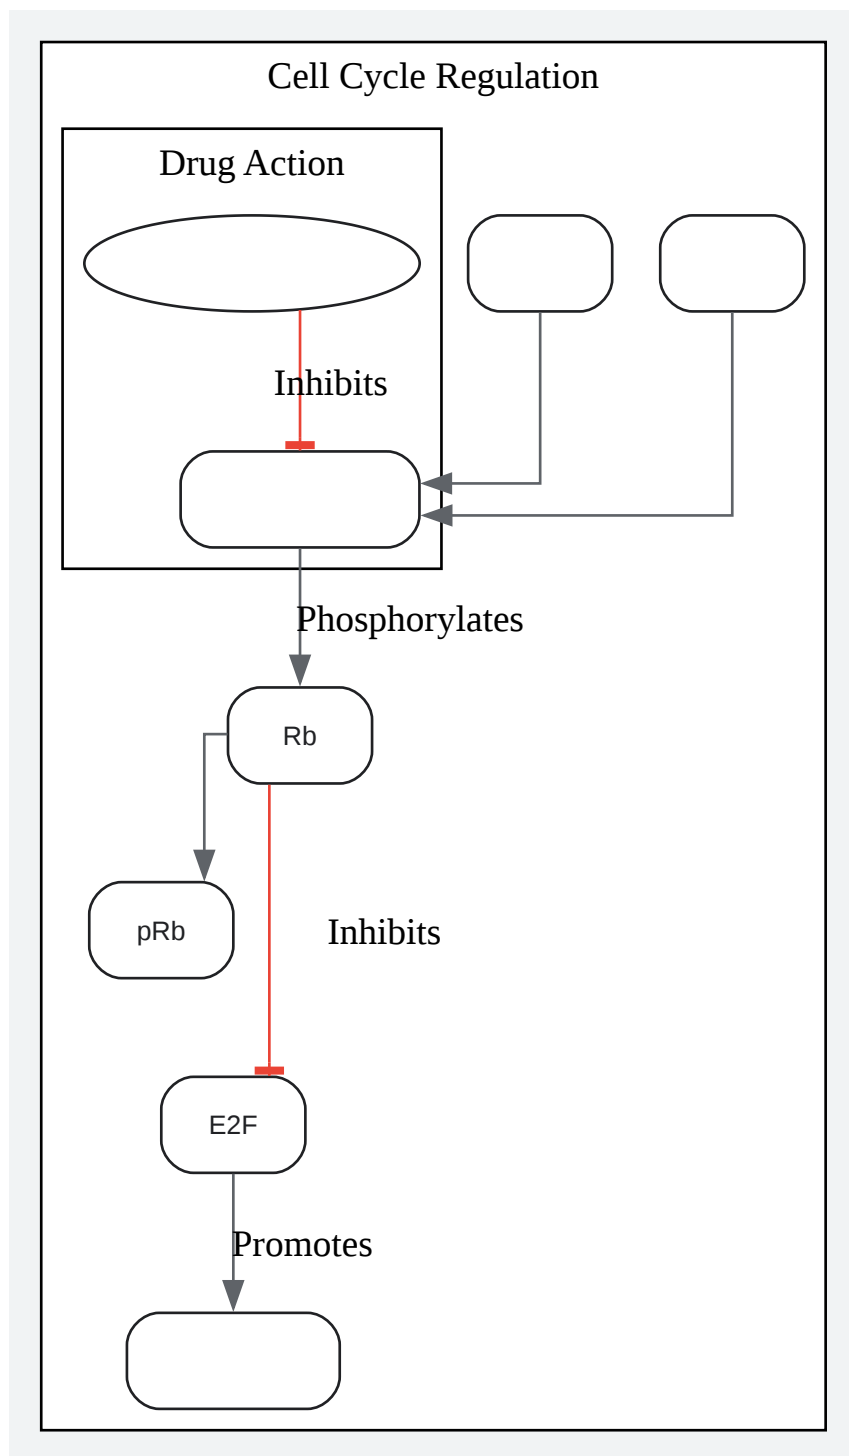 Cell Cycle Regulation
Drug Action
Inhibits
Phosphorylates
Rb
pRb
Inhibits
E2F
Promotes